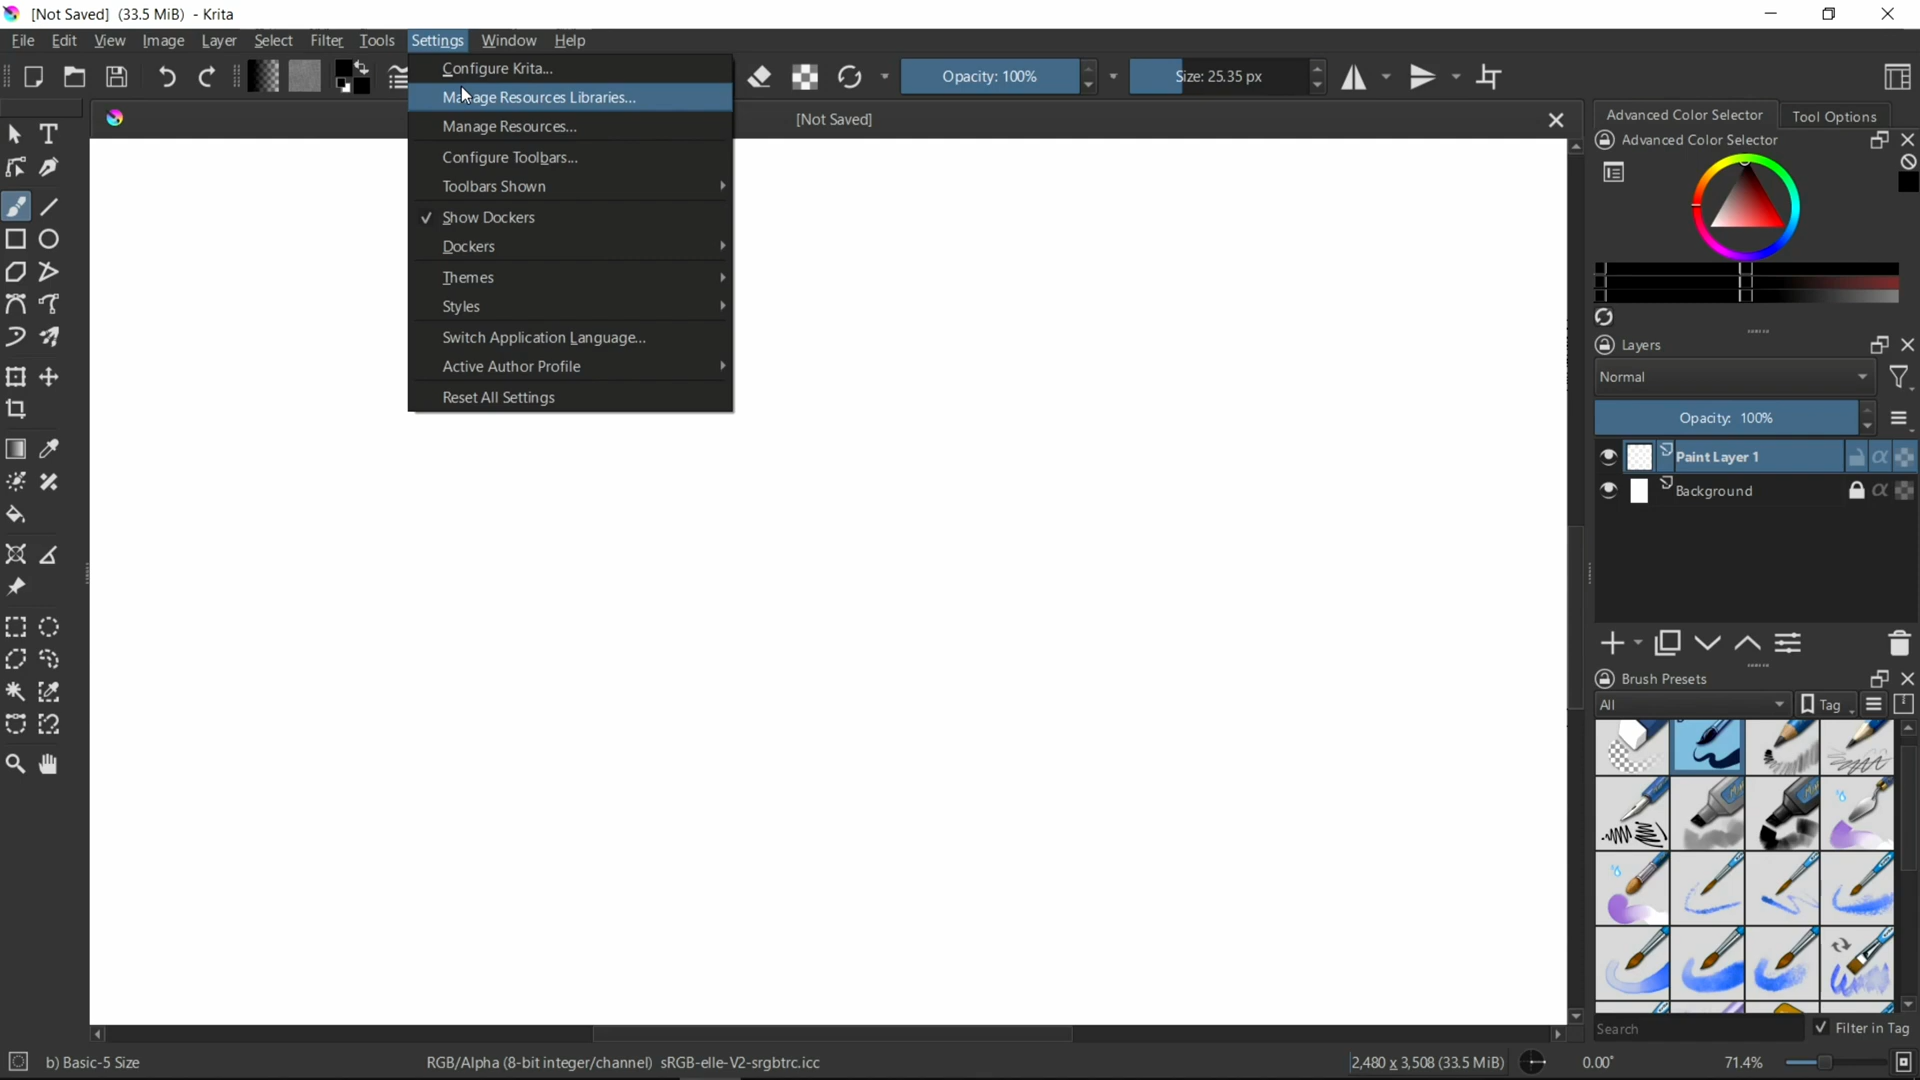 [Not Saved] (33.5 MiB) - Krita
File Edit View Image Layer Select Filter Tools Settings Window Help
Opacity: 100%
Size: 25.35 px
[Not Saved]
Configure Krita...
Manage Resources Libraries...
Manage Resources...
Configure Toolbars...
Toolbars Shown
Show Dockers
Dockers
Themes
Styles
Switch Application Language...
Active Author Profile
Reset All Settings
Advanced Color Selector
Tool Options
Advanced Color Selector
Layers
Normal
Opacity: 100%
Paint Layer 1
Background
Brush Presets
All
Tag
Search
Filter in Tag
b) Basic-5 Size
RGB/Alpha (8-bit integer/channel) sRGB-elle-V2-srgbtrc.icc
2,480 x 3,508 (33.5 MiB)
0.00°
71.4%